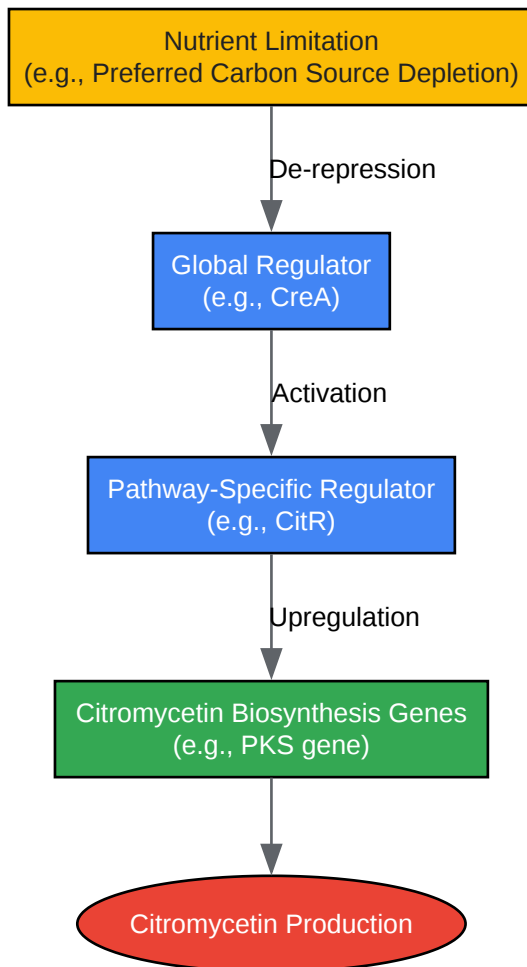 Nutrient Limitation
(e.g., Preferred Carbon Source Depletion)
De-repression
Global Regulator
(e.g., CreA)
Activation
Pathway-Specific Regulator
(e.g., CitR)
Upregulation
Citromycetin Biosynthesis Genes
(e.g., PKS gene)
Citromycetin Production